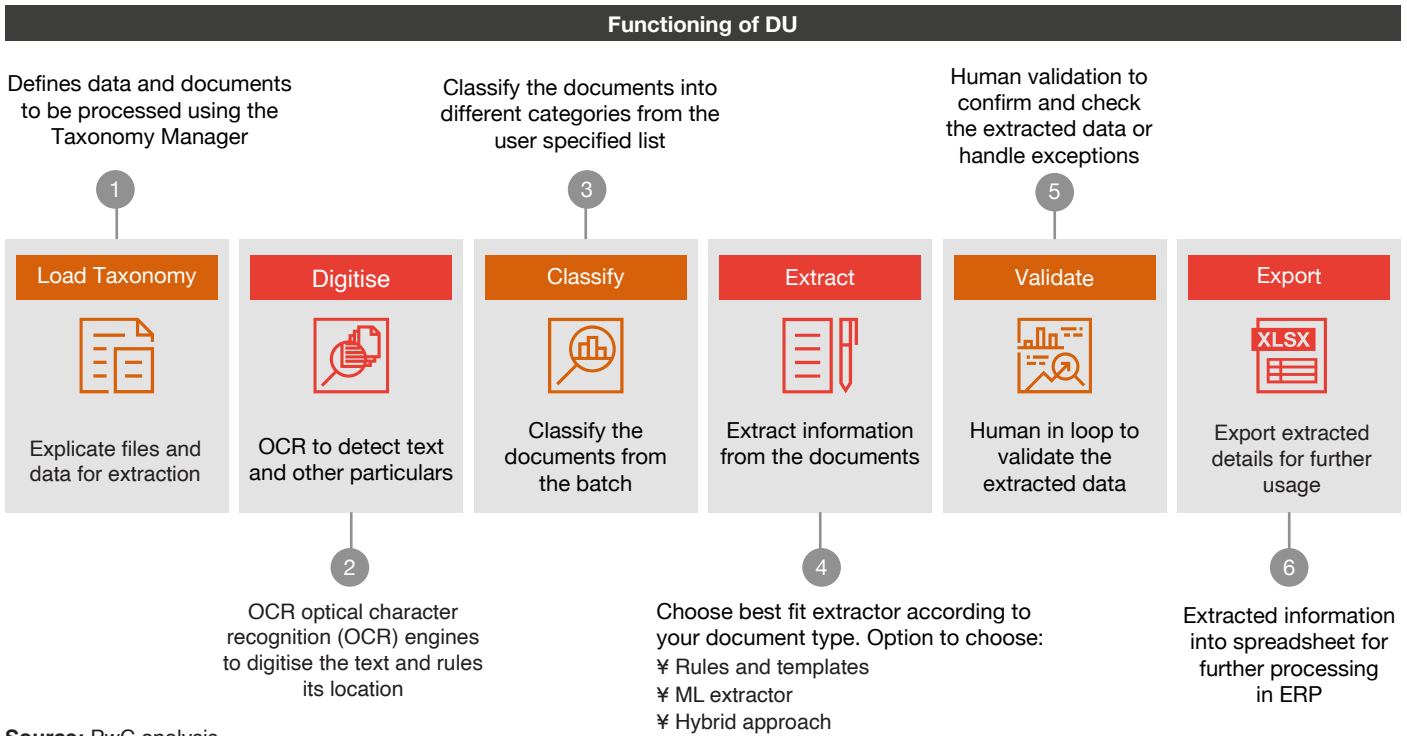 Functioning of DU
Defines data and documents
to be processed using the
Taxonomy Manager
Classify the documents into
different categories from the
user specified list
Human validation to
confirm and check
the extracted data or
handle exceptions
1
3
5
Load Taxonomy
Explicate files and
data for extraction
Digitise
OCR to detect text
and other particulars
Classify
Classify the
documents from
the batch
Extract
Extract information
from the documents
Validate
Human in loop to
validate the
extracted data
Export
XLSX
Export extracted
details for further
usage
2
4
6
OCR optical character
recognition (OCR) engines
to digitise the text and rules
its location
Choose best fit extractor according to
your document type. Option to choose:
¥ Rules and templates
¥ ML extractor
¥ Hybrid approach
Extracted information
into spreadsheet for
further processing
in ERP
Source: PwC analysis